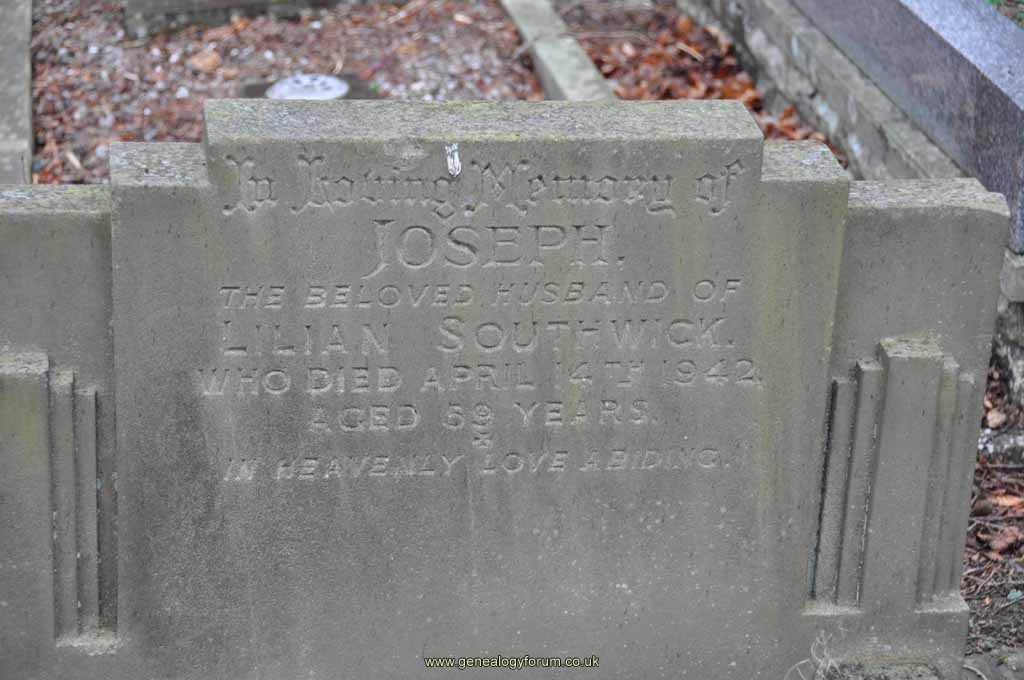 In Loving Memory of
JOSEPH.
THE BELOVED HUSBAND OF
LILIAN SOUTHWICK.
WHO DIED APRIL 14TH 1942,
AGED 59 YEARS.
IN HEAVENLY LOVE ABIDING.
www.genealogyforum.co.uk